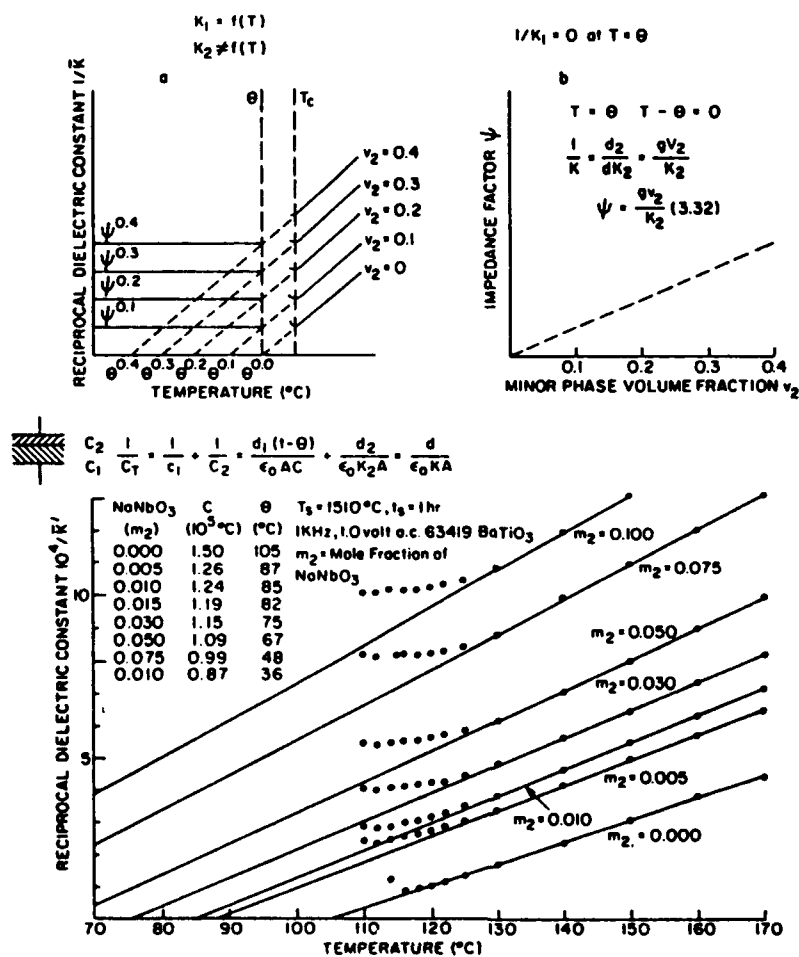 K₁ = f(T)
K₂ ≠ f(T)
a
θ
T_c
RECIPROCAL DIELECTRIC CONSTANT 1/K̄
v₂ = 0.4
v₂ = 0.3
v₂ = 0.2
v₂ = 0.1
v₂ = 0
ψ^0.4
ψ^0.3
ψ^0.2
ψ^0.1
θ^0.4 θ^0.3 θ^0.2 θ^0.1 θ^0.0
TEMPERATURE (°C)
1/K₁ = 0 at T = θ
b
T = θ T - θ = 0
1/K = d₂/dK₂ = gV₂/K₂
ψ = gv₂/K₂ (3.32)
IMPEDANCE FACTOR ψ
0.1 0.2 0.3 0.4
MINOR PHASE VOLUME FRACTION v₂
C₂
C₁
1/C_T = 1/c₁ + 1/C₂ = d₁(t-θ)/ε₀AC + d₂/ε₀K₂A = d/ε₀KA
NaNbO₃ C θ
(m₂) (10⁵ °C) (°C)
0.000 1.50 105
0.005 1.26 87
0.010 1.24 85
0.015 1.19 82
0.030 1.15 75
0.050 1.09 67
0.075 0.99 48
0.010 0.87 36
T_s = 1510°C, t_s = 1 hr
1KHz, 1.0 volt a.c. 63419 BaTiO₃
m₂ = Mole Fraction of
NaNbO₃
m₂ = 0.100
m₂ = 0.075
m₂ = 0.050
m₂ = 0.030
m₂ = 0.005
m₂ = 0.010
m₂ = 0.000
RECIPROCAL DIELECTRIC CONSTANT 10⁴/K̄'
10
5
70 80 90 100 110 120 130 140 150 160 170
TEMPERATURE (°C)